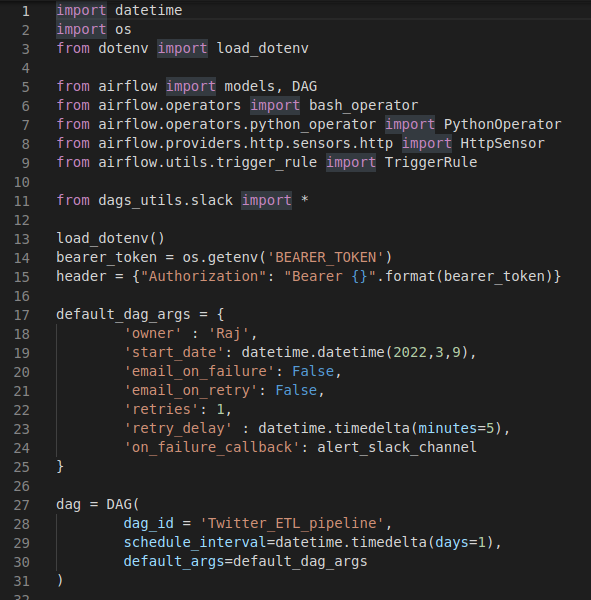 1 import datetime
2 import os
3 from dotenv import load_dotenv
4
5 from airflow import models, DAG
6 from airflow.operators import bash_operator
7 from airflow.operators.python_operator import PythonOperator
8 from airflow.providers.http.sensors.http import HttpSensor
9 from airflow.utils.trigger_rule import TriggerRule
10
11 from dags_utils.slack import *
12
13 load_dotenv()
14 bearer_token = os.getenv('BEARER_TOKEN')
15 header = {"Authorization": "Bearer {}".format(bearer_token)}
16
17 default_dag_args = {
18         'owner' : 'Raj',
19         'start_date': datetime.datetime(2022,3,9),
20         'email_on_failure': False,
21         'email_on_retry': False,
22         'retries': 1,
23         'retry_delay' : datetime.timedelta(minutes=5),
24         'on_failure_callback': alert_slack_channel
25 }
26
27 dag = DAG(
28         dag_id = 'Twitter_ETL_pipeline',
29         schedule_interval=datetime.timedelta(days=1),
30         default_args=default_dag_args
31 )
32